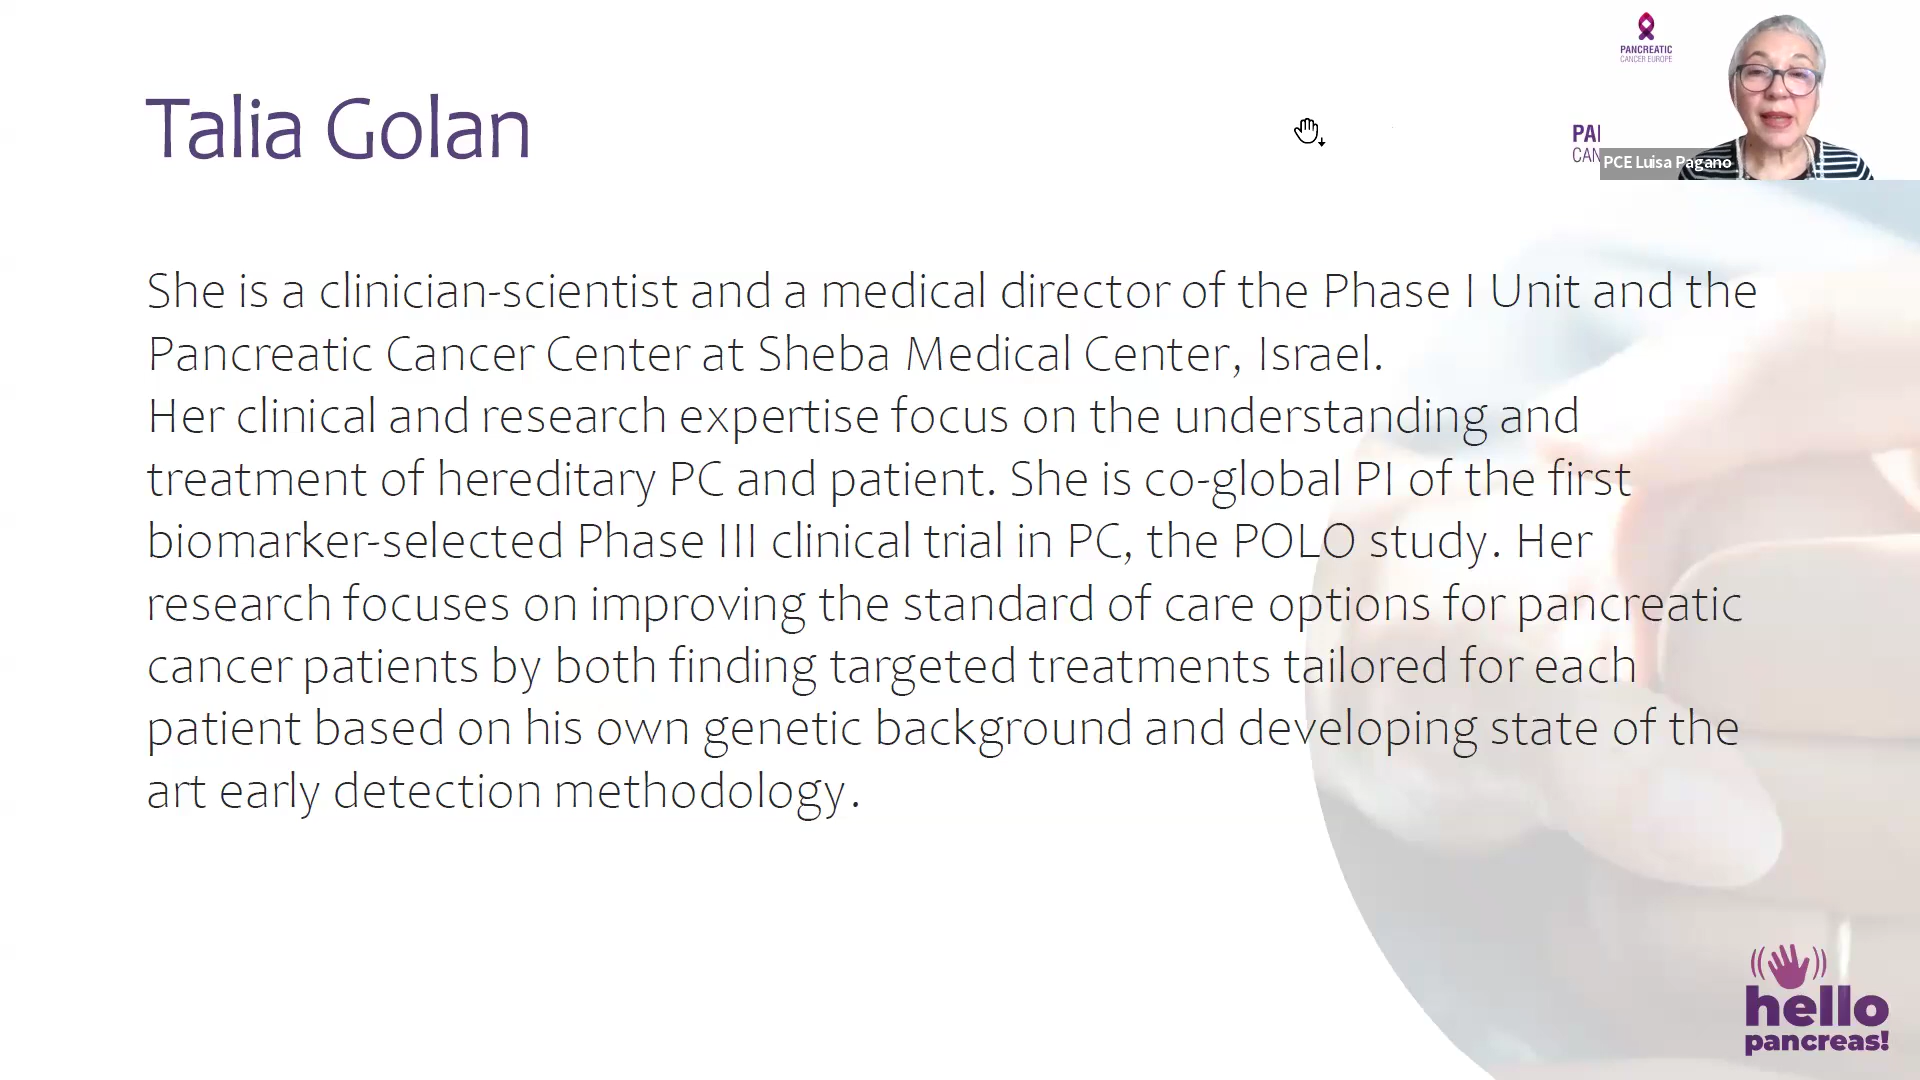 PANCREATIC
CANCER EUROPE
Talia Golan
PCE Luisa Pagano
She is a clinician-scientist and a medical director of the Phase I Unit and the
Pancreatic Cancer Center at Sheba Medical Center, Israel.
Her clinical and research expertise focus on the understanding and
treatment of hereditary PC and patient. She is co-global PI of the first
biomarker-selected Phase III clinical trial in PC, the POLO study. Her
research focuses on improving the standard of care options for pancreatic
cancer patients by both finding targeted treatments tailored for each
patient based on his own genetic background and developing state of the
art early detection methodology.
hello
pancreas!